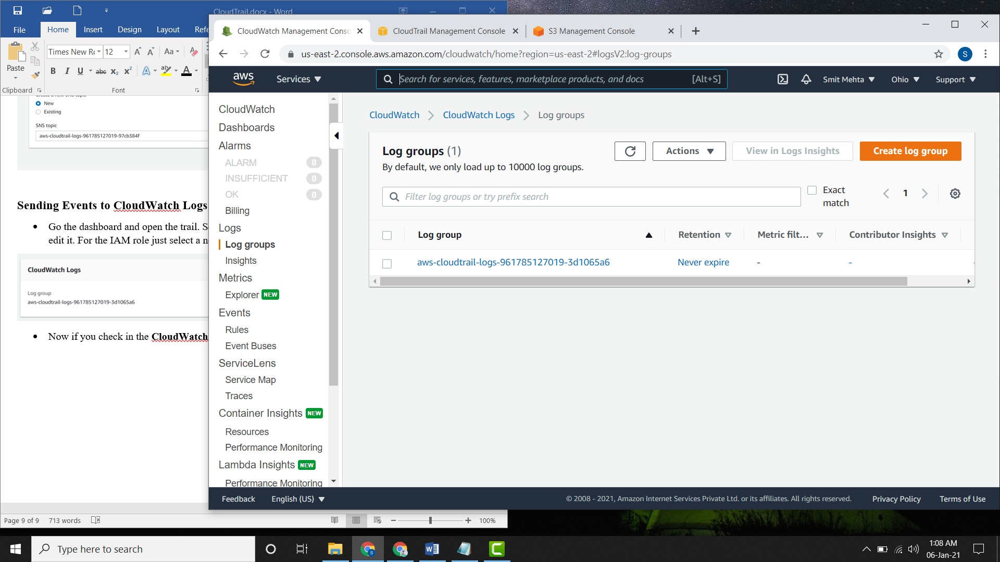 CloudTrail.docx - Word
File
Home
Insert
Design
Layout
Refe
Paste
Clipboard
Times New Ro
12
Aa
B
I
U
abc
Font
New
Existing
SNS topic
aws-cloudtrail-logs-961785127019-97cb384f
Sending Events to CloudWatch Logs
Go the dashboard and open the trail. S
edit it. For the IAM role just select a n
CloudWatch Logs
Log group
aws-cloudtrail-logs-961785127019-3d1065a6
Now if you check in the CloudWatch
Page 9 of 9
713 words
100%
CloudWatch Management Conso
CloudTrail Management Console
S3 Management Console
us-east-2.console.aws.amazon.com/cloudwatch/home?region=us-east-2#logsV2:log-groups
S
aws
Services
Search for services, features, marketplace products, and docs
[Alt+S]
Smit Mehta
Ohio
Support
CloudWatch
Dashboards
Alarms
ALARM 0
INSUFFICIENT 0
OK 0
Billing
Logs
Log groups
Insights
Metrics
Explorer NEW
Events
Rules
Event Buses
ServiceLens
Service Map
Traces
Container Insights NEW
Resources
Performance Monitoring
Lambda Insights NEW
Performance Monitoring
CloudWatch
CloudWatch Logs
Log groups
Log groups (1)
By default, we only load up to 10000 log groups.
Actions
View in Logs Insights
Create log group
Filter log groups or try prefix search
Exact
match
1
Log group
Retention
Metric filt...
Contributor Insights
aws-cloudtrail-logs-961785127019-3d1065a6
Never expire
-
-
Feedback
English (US)
© 2008 - 2021, Amazon Internet Services Private Ltd. or its affiliates. All rights reserved.
Privacy Policy
Terms of Use
Type here to search
1:08 AM
06-Jan-21